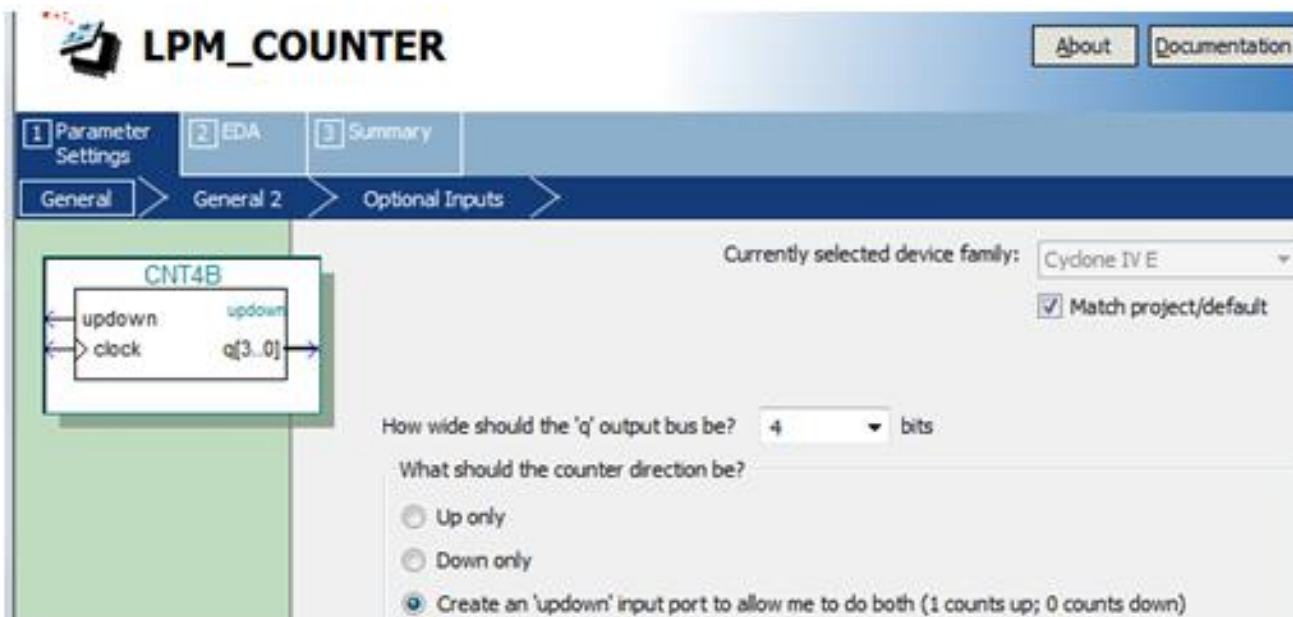 LPM_COUNTER
About
Documentation
1 Parameter Settings
2 EDA
3 Summary
General
General 2
Optional Inputs
Currently selected device family:
Cyclone IV E
Match project/default
CNT4B
updown
updown
clock
q[3..0]
How wide should the 'q' output bus be?
4
bits
What should the counter direction be?
Up only
Down only
Create an 'updown' input port to allow me to do both (1 counts up; 0 counts down)